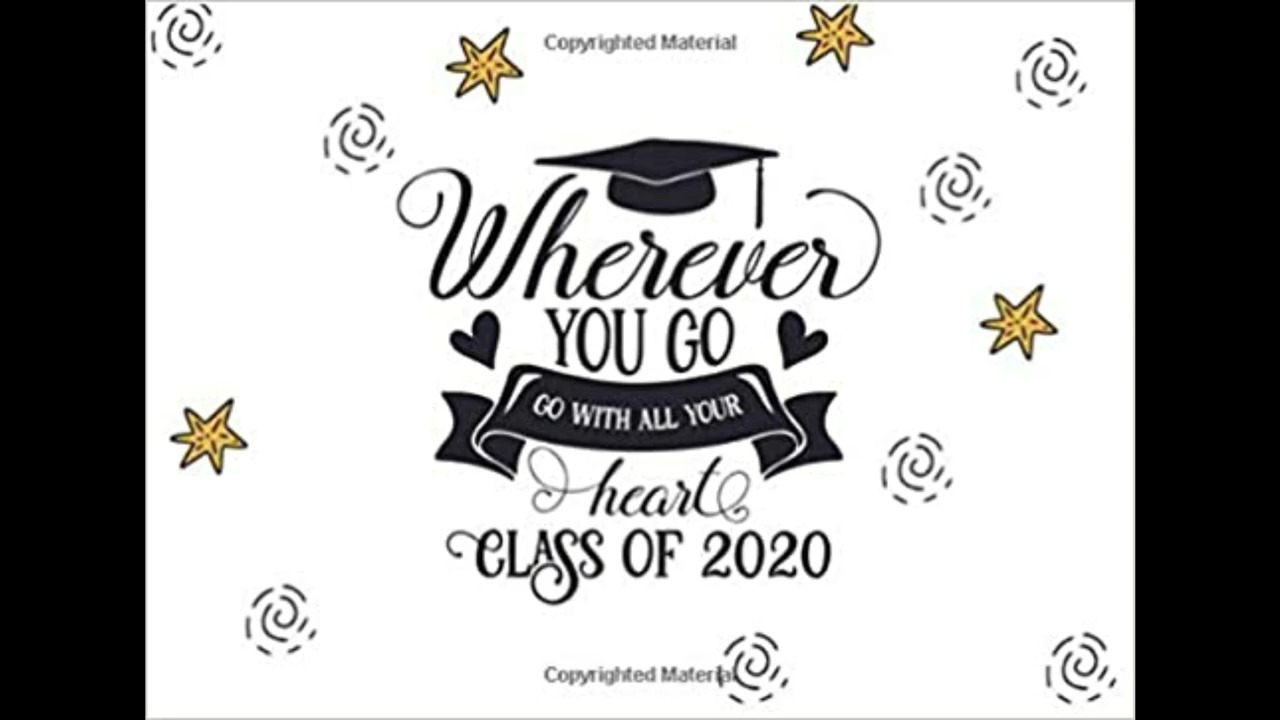 Copyrighted Material
Wherever
YOU GO
GO WITH ALL YOUR
heart
CLASS OF 2020
Copyrighted Material